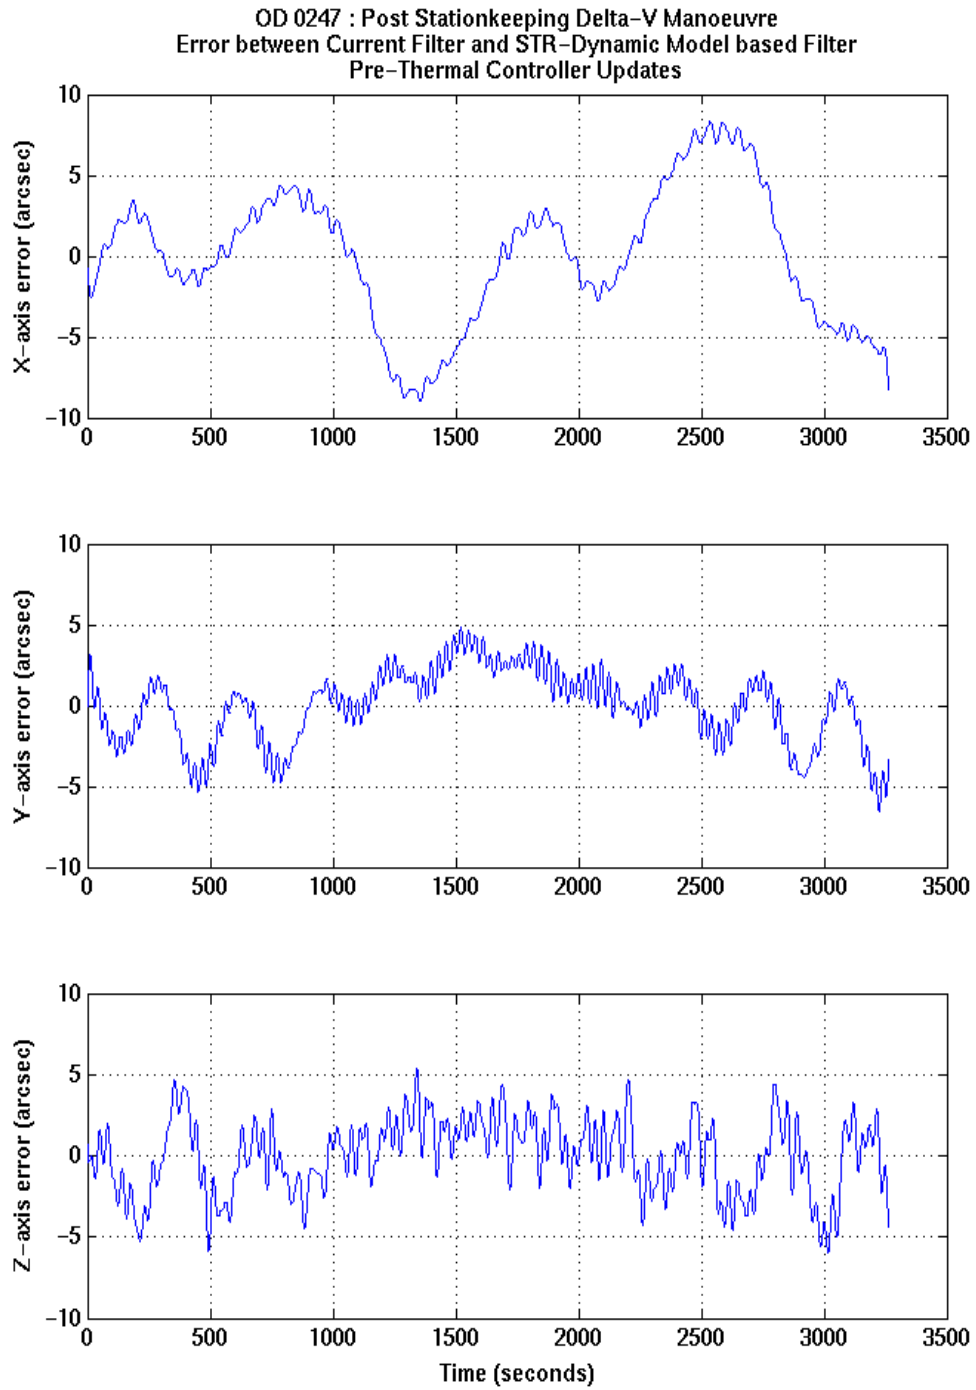 OD 0247 : Post Stationkeeping Delta-V Manoeuvre
Error between Current Filter and STR-Dynamic Model based Filter
Pre-Thermal Controller Updates
10
5
0
-5
-10
X-axis error (arcsec)
0 500 1000 1500 2000 2500 3000 3500
10
5
0
-5
-10
Y-axis error (arcsec)
0 500 1000 1500 2000 2500 3000 3500
10
5
0
-5
-10
Z-axis error (arcsec)
0 500 1000 1500 2000 2500 3000 3500
Time (seconds)